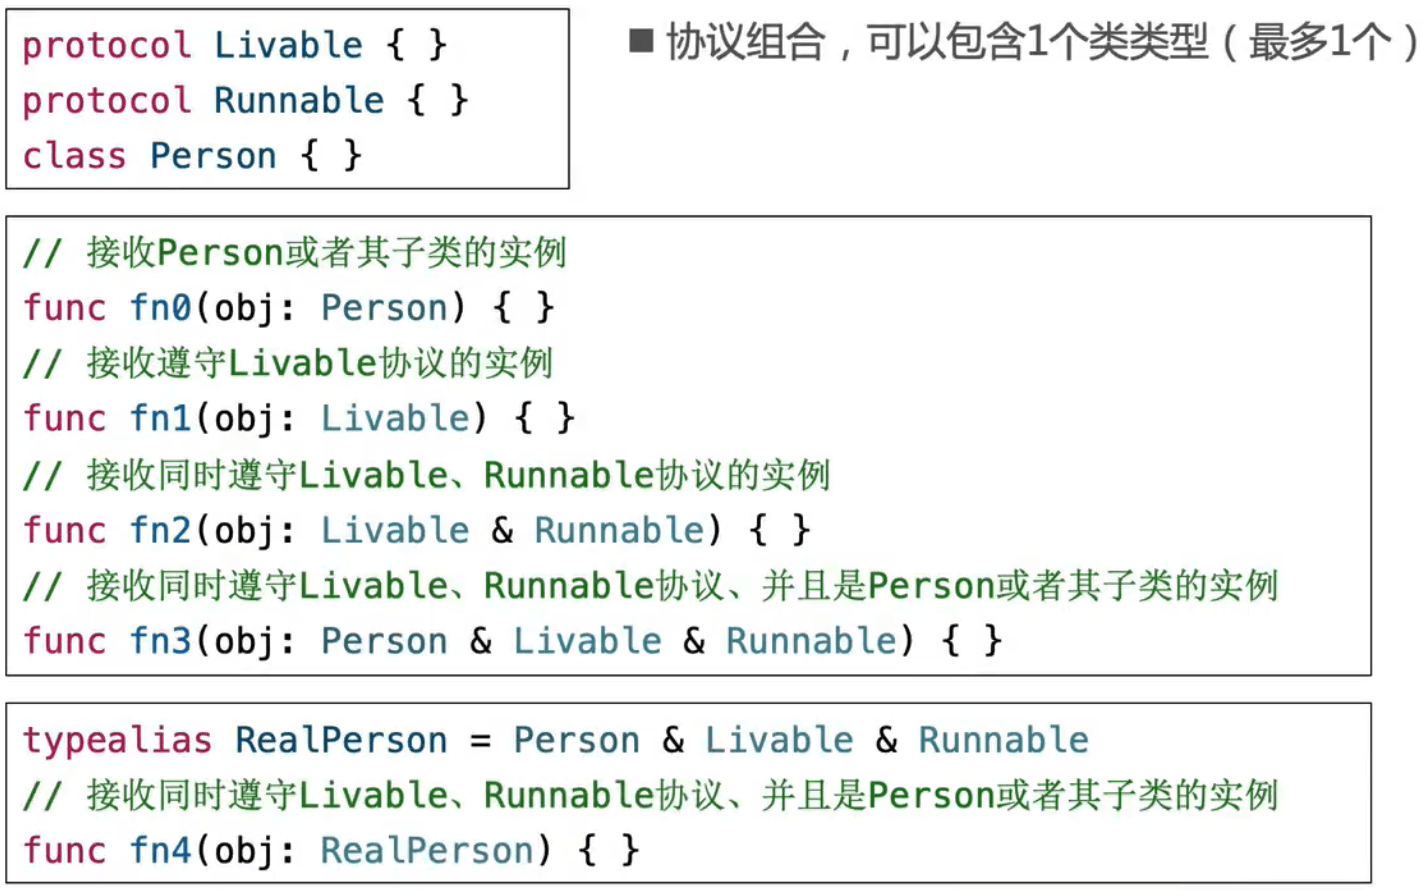 protocol Livable { }
protocol Runnable { }
class Person { }
■ 协议组合，可以包含1个类类型（最多1个）
// 接收Person或者其子类的实例
func fn0(obj: Person) { }
// 接收遵守Livable协议的实例
func fn1(obj: Livable) { }
// 接收同时遵守Livable、Runnable协议的实例
func fn2(obj: Livable & Runnable) { }
// 接收同时遵守Livable、Runnable协议、并且是Person或者其子类的实例
func fn3(obj: Person & Livable & Runnable) { }
typealias RealPerson = Person & Livable & Runnable
// 接收同时遵守Livable、Runnable协议、并且是Person或者其子类的实例
func fn4(obj: RealPerson) { }